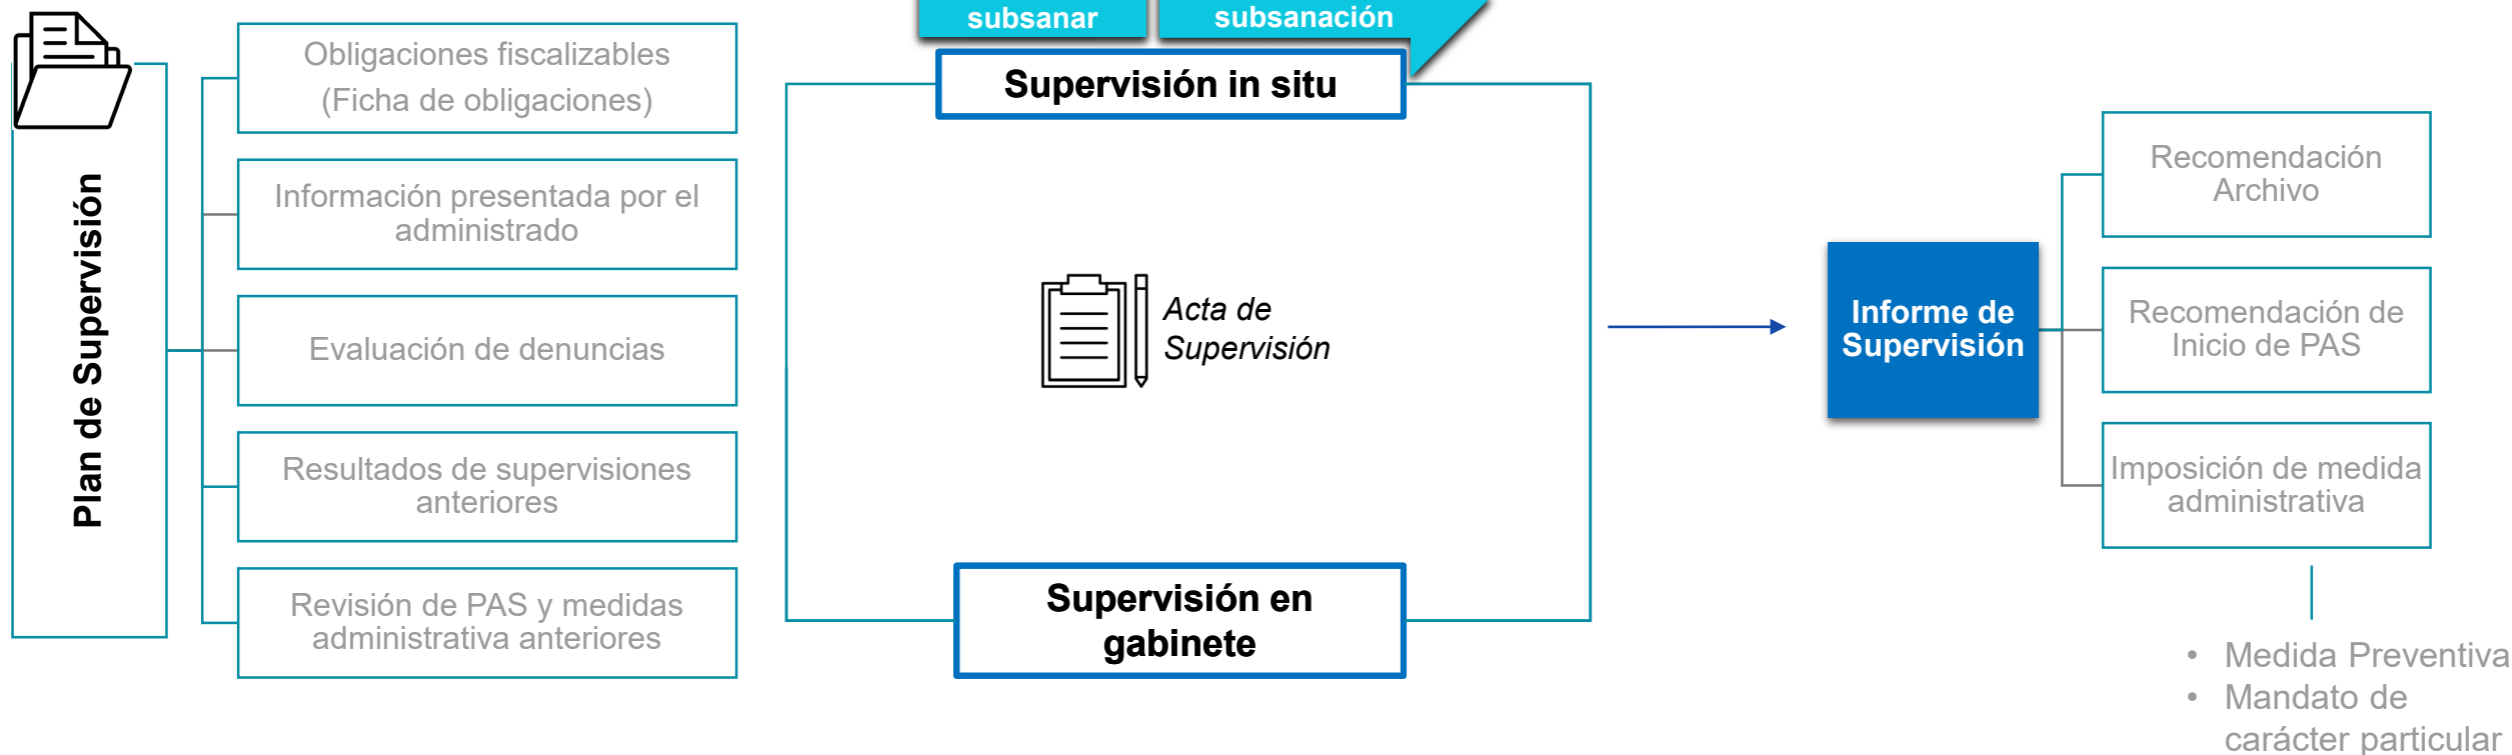 Plan de Supervisión
Obligaciones fiscalizables
(Ficha de obligaciones)
Información presentada por el
administrado
Evaluación de denuncias
Resultados de supervisiones
anteriores
Revisión de PAS y medidas
administrativa anteriores
subsanar
subsanación
Supervisión in situ
Acta de
Supervisión
Supervisión en
gabinete
Informe de
Supervisión
Recomendación
Archivo
Recomendación de
Inicio de PAS
Imposición de medida
administrativa
• Medida Preventiva
• Mandato de
carácter particular